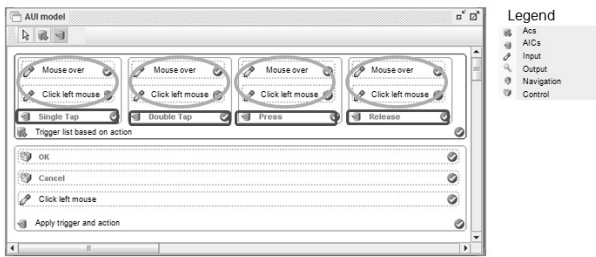 AUI model
Mouse over Mouse over Mouse over Mouse over
Click left mouse Click left mouse Click left mouse Click left mouse
Single Tap Double Tap Press Release
Trigger list based on action
OK
Cancel
Click left mouse
Apply trigger and action
Legend
Acs
AICs
Input
Output
Navigation
Control